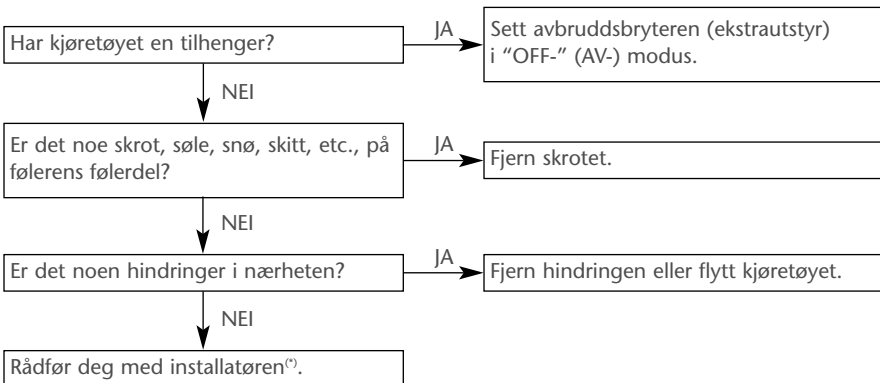 Har kjøretøyet en tilhenger?
JA
Sett avbruddsbryteren (ekstrautstyr)
i “OFF-” (AV-) modus.
NEI
Er det noe skrot, søle, snø, skitt, etc., på
følerens følerdel?
JA
Fjern skrotet.
NEI
Er det noen hindringer i nærheten?
JA
Fjern hindringen eller flytt kjøretøyet.
NEI
Rådfør deg med installatøren(*).